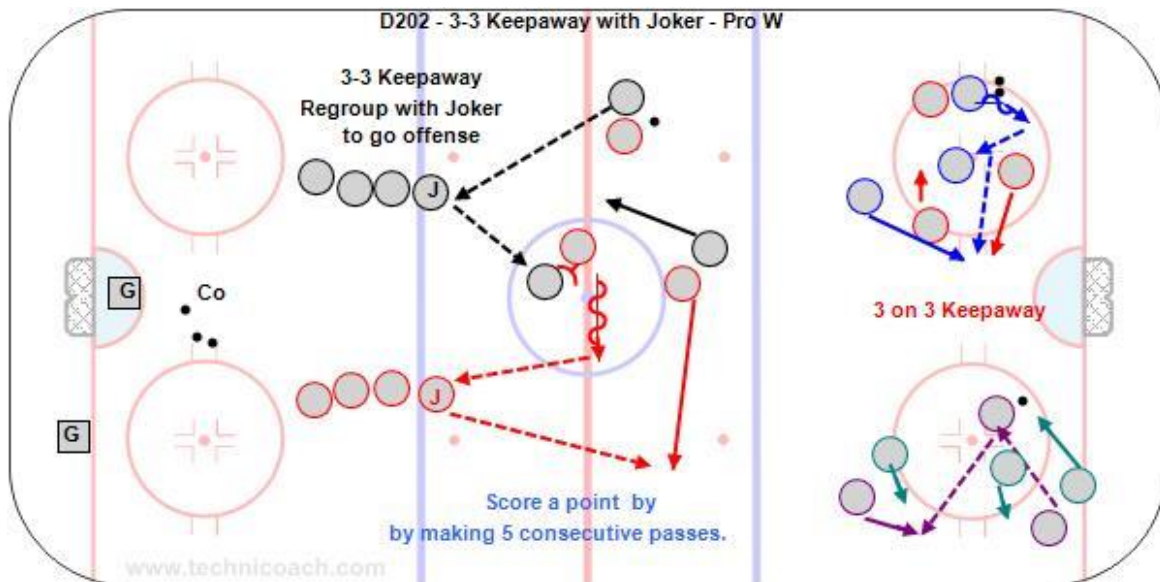 D202 - 3-3 Keepaway with Joker - Pro W
3-3 Keepaway
Regroup with Joker
to go offense
J
G
Co
3 on 3 Keepaway
J
G
Score a point by
by making 5 consecutive passes.
www.technicoach.com